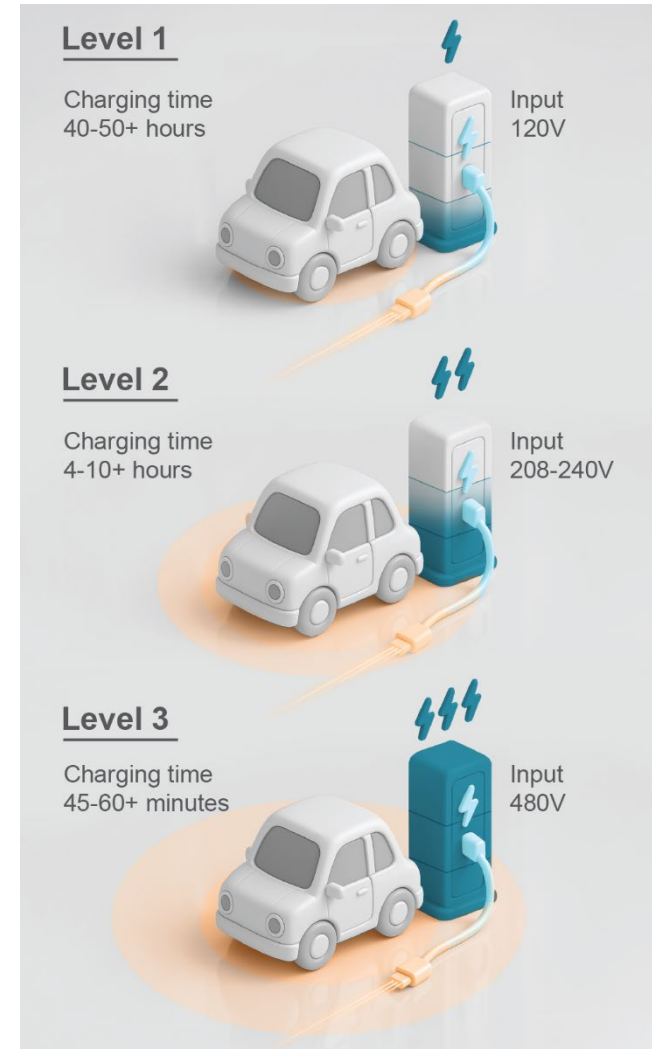 Level 1
Charging time
40-50+ hours
Input
120V
Level 2
Charging time
4-10+ hours
Input
208-240V
Level 3
Charging time
45-60+ minutes
Input
480V